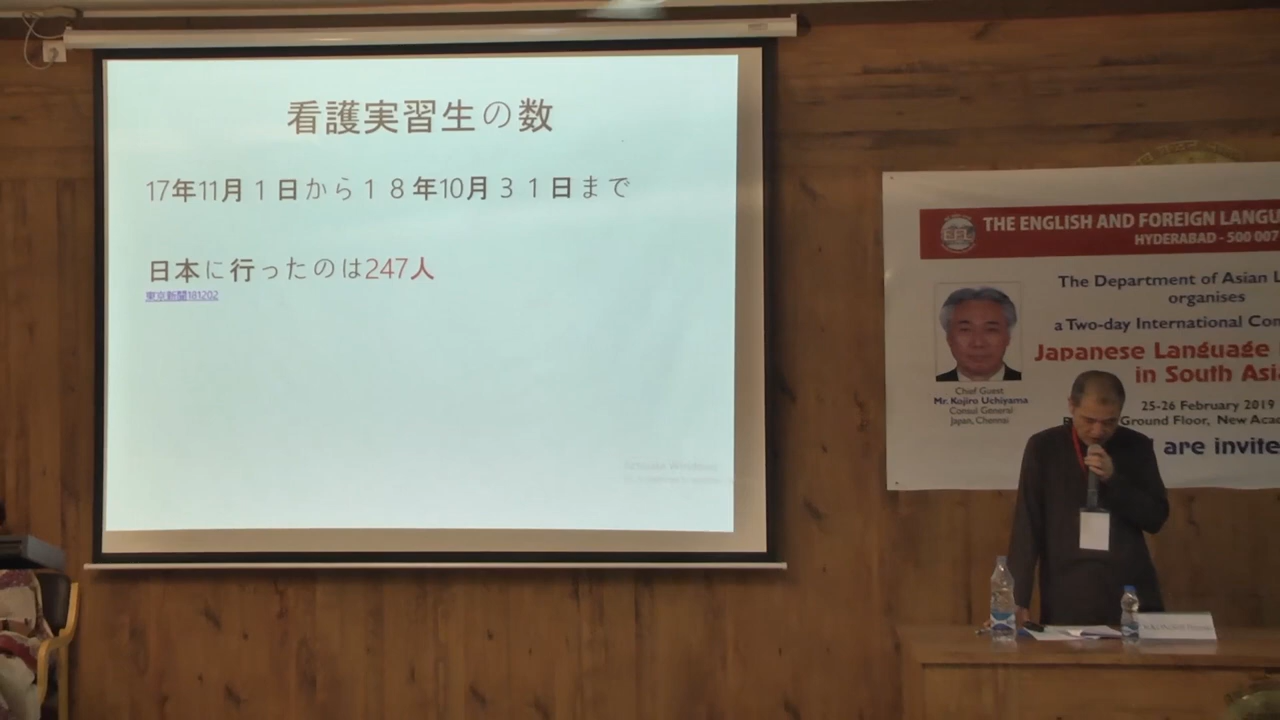 看護実習生の数
17年11月１日から１８年10月３１日まで
日本に行ったのは247人
東京新聞181202
THE ENGLISH AND FOREIGN LANGU
HYDERABAD - 500 007
EFL
The Department of Asian L
organises
a Two-day International Con
Japanese Language
in South Asi
Chief Guest
Mr. Kojiro Uchiyama
Consul General
Japan, Chennai
25-26 February 2019
Ground Floor, New Aca
are invite